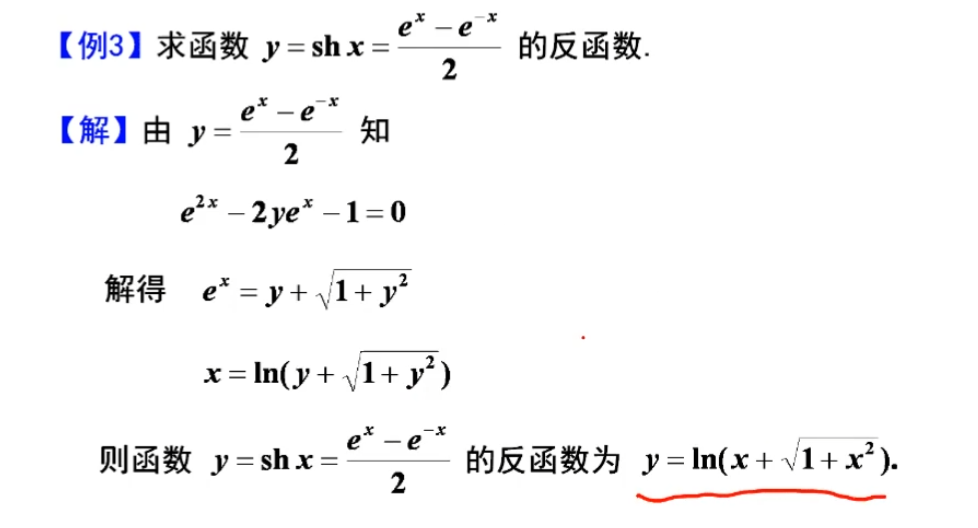 【例3】求函数 y = sh x = \frac{e^x - e^{-x}}{2} 的反函数.
【解】由 y = \frac{e^x - e^{-x}}{2} 知
e^{2x} - 2ye^x - 1 = 0
解得 e^x = y + \sqrt{1 + y^2}
x = ln(y + \sqrt{1 + y^2})
则函数 y = sh x = \frac{e^x - e^{-x}}{2} 的反函数为 y = ln(x + \sqrt{1 + x^2}).